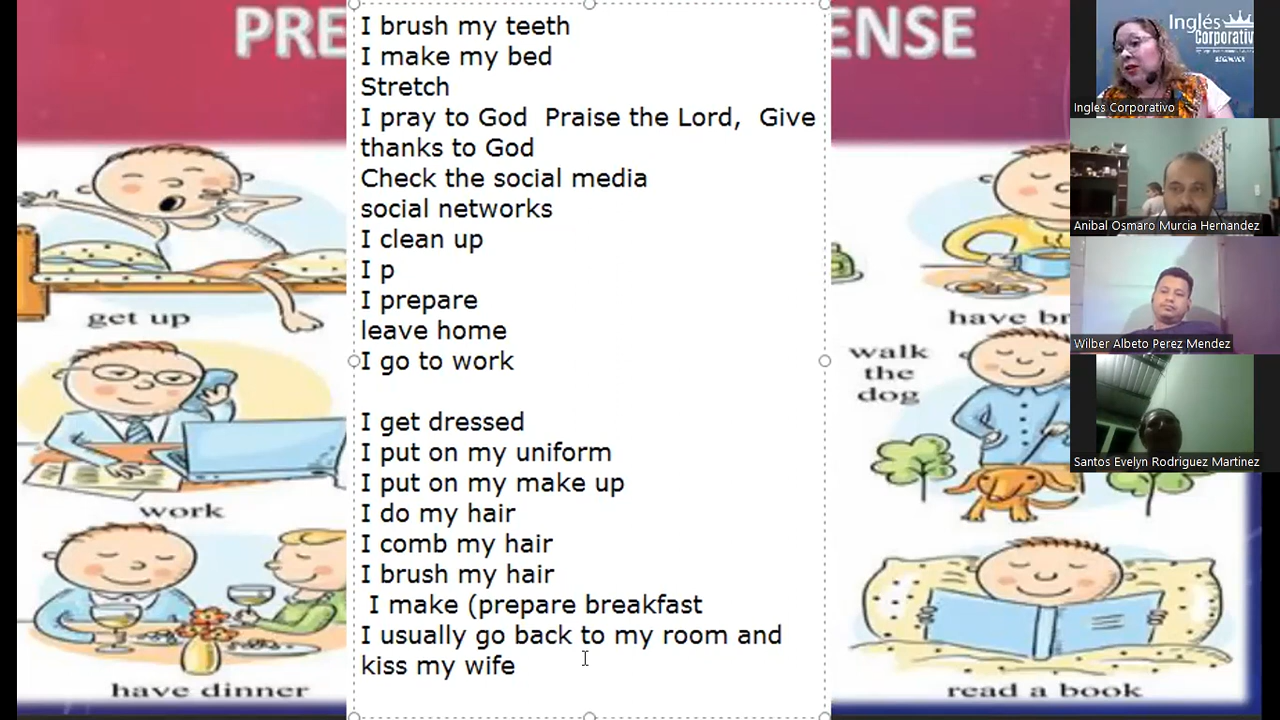 PRE
ENSE
I brush my teeth
I make my bed
Stretch
I pray to God  Praise the Lord,  Give
thanks to God
Check the social media
social networks
I clean up
I p
I prepare
leave home
I go to work
I get dressed
I put on my uniform
I put on my make up
I do my hair
I comb my hair
I brush my hair
I make (prepare breakfast
I usually go back to my room and
kiss my wife
get up
work
have dinner
have br
walk
the
dog
read a book
Inglés
Corporativo
Ingles Corporativo
Anibal Osmaro Murcia Hernandez
Wilber Albeto Perez Mendez
Santos Evelyn Rodriguez Martinez